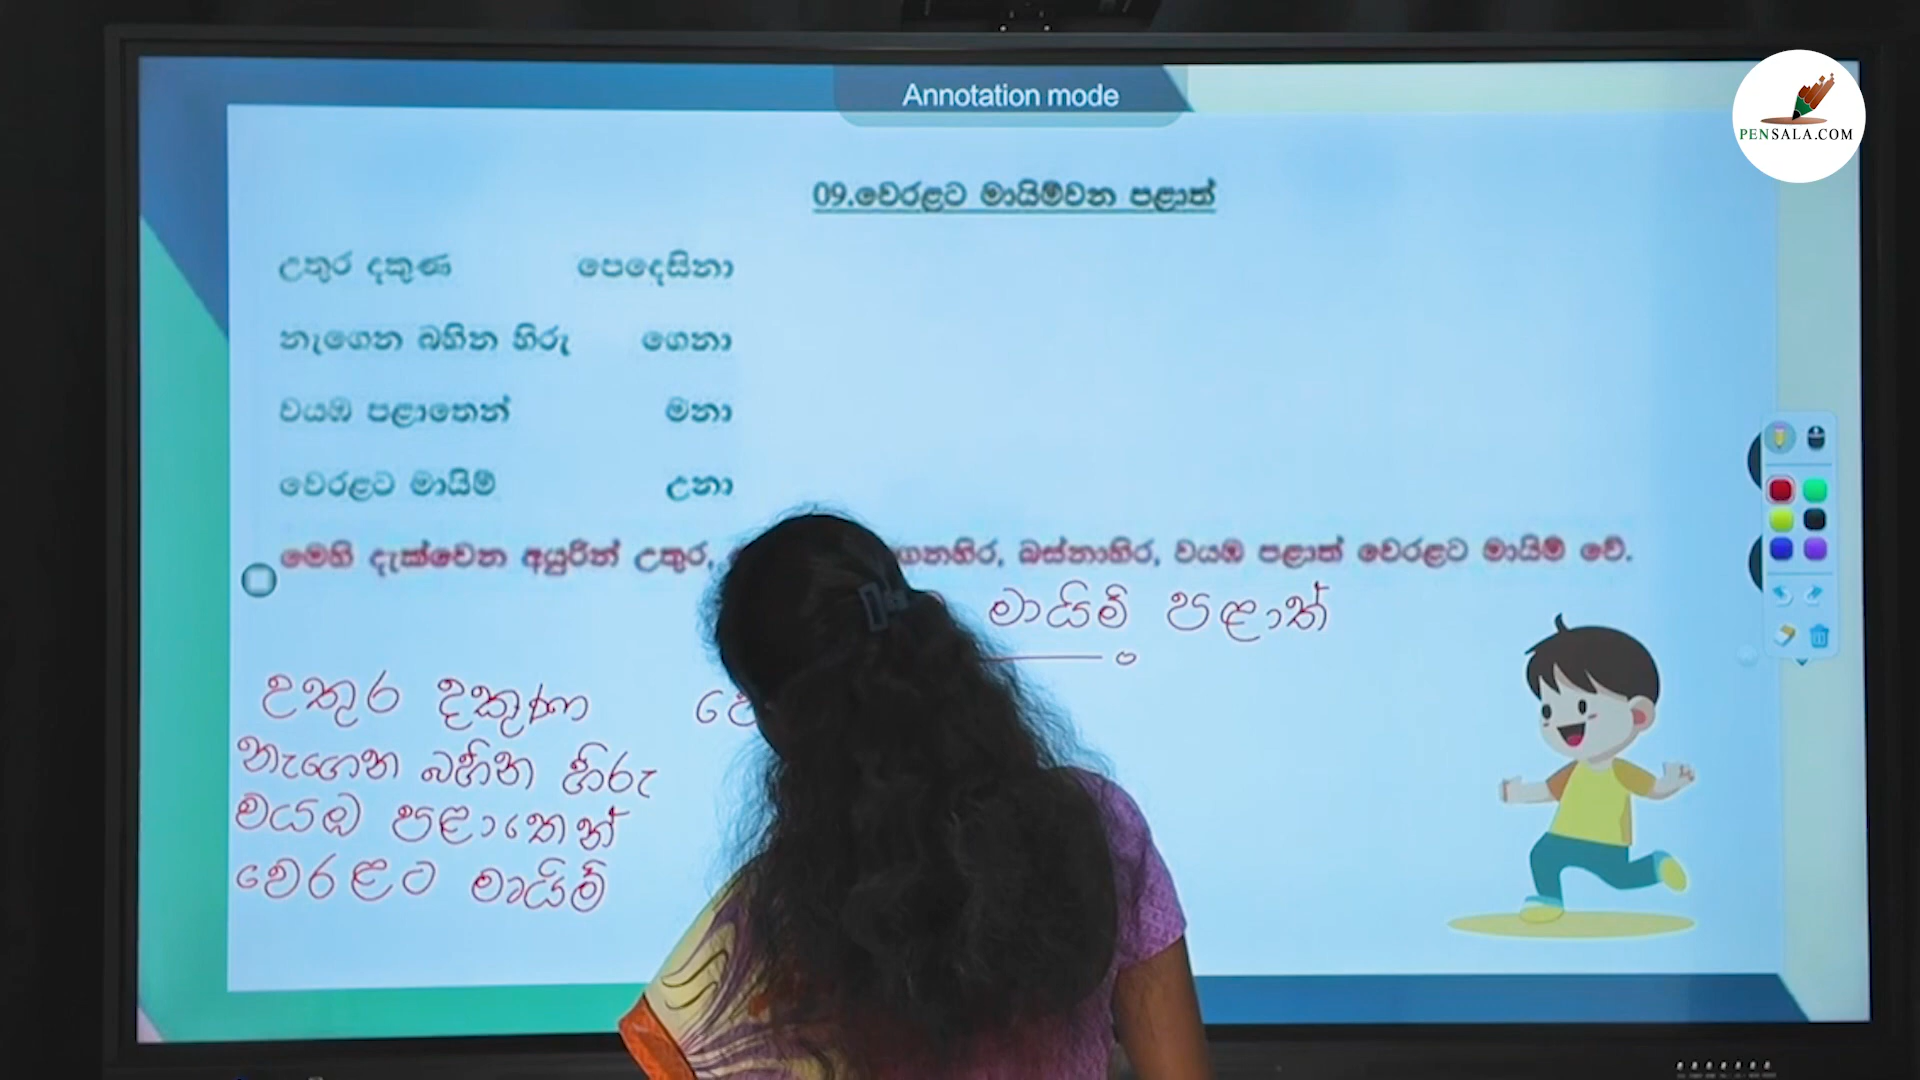 Annotation mode
PENSALA.COM
09.වෙරළට මායිම්වන පළාත්
උතුර දකුණ පෙදෙසිනා
නැගෙන බහින හිරු ගෙනා
වයඹ පළාතෙන් මනා
වෙරළට මායිම් උනා
මෙහි දැක්වෙන අයුරින් උතුර, ගෙනහිර, බස්නාහිර, වයඹ පළාත් වෙරළට මායිම් වේ.
මායිම් පළාත්
උතුර දකුණ
නැගෙන බහින හිරු
වයඹ පළාතෙන්
වෙරළට මායිම්